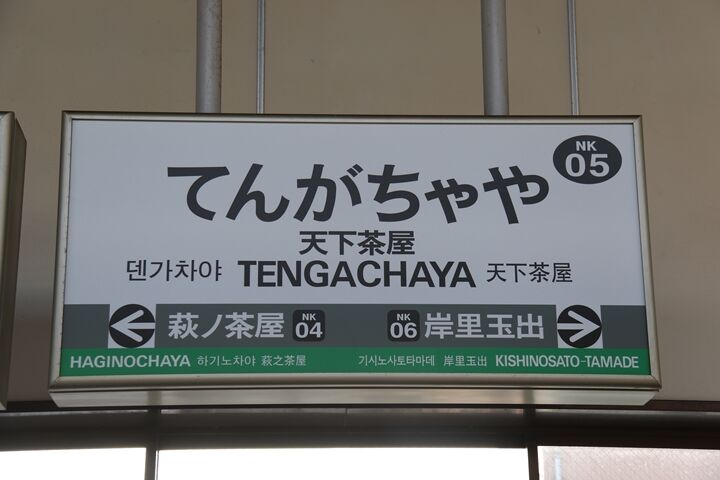 NK
05
てんがちゃや
天下茶屋
덴가차야 TENGACHAYA 天下茶屋
萩ノ茶屋 NK 04 NK 06 岸里玉出
HAGINOCHAYA 하기노차야 萩之茶屋 기시노사토타마데 岸里玉出 KISHINOSATO-TAMADE